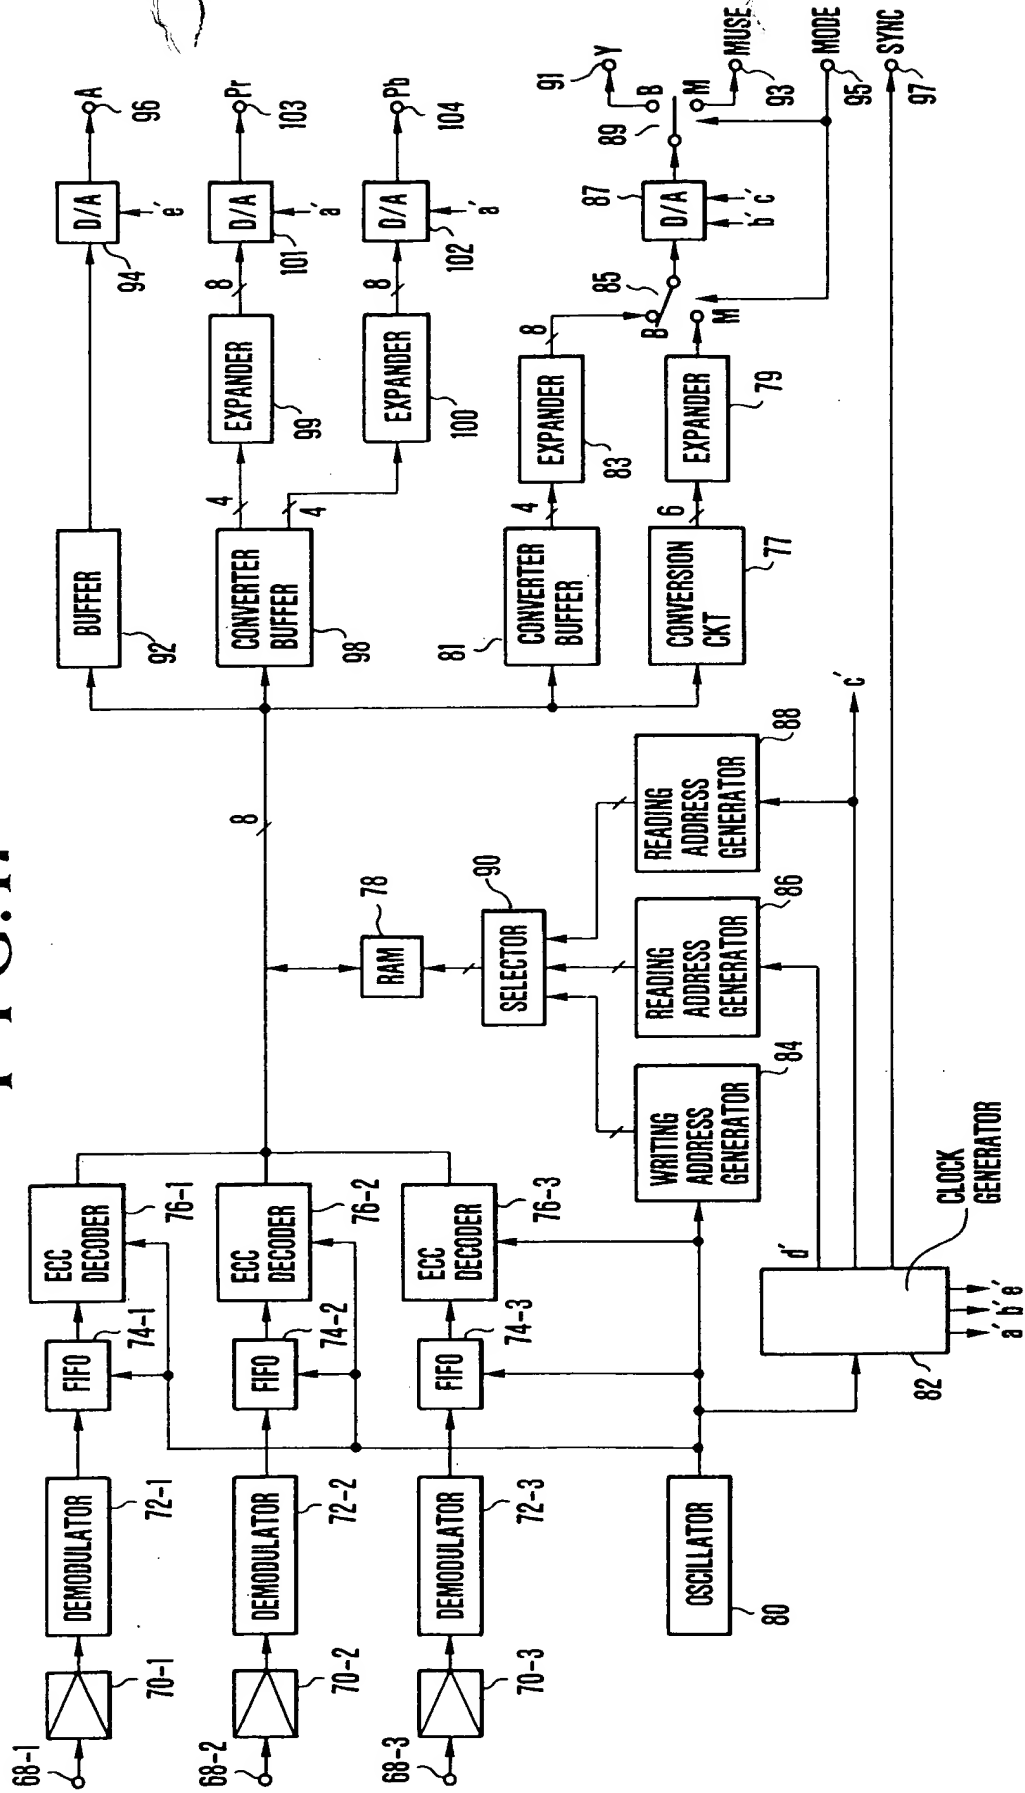 68-1
70-1
DEMODULATOR
72-1
FIFO
74-1
ECC
DECODER
76-1
68-2
70-2
DEMODULATOR
72-2
FIFO
74-2
ECC
DECODER
76-2
68-3
70-3
DEMODULATOR
72-3
FIFO
74-3
ECC
DECODER
76-3
8
BUFFER
92
D/A
94
e'
A
96
CONVERTER
BUFFER
98
4
EXPANDER
99
8
D/A
101
a'
Pr
103
4
EXPANDER
100
8
D/A
102
a'
Pb
104
RAM
78
SELECTOR
90
CONVERTER
BUFFER
81
4
EXPANDER
83
8
B
85
M
D/A
87
b'
c'
89
B
M
Y
91
MUSE
93
CONVERSION
CKT
77
6
EXPANDER
79
MODE
95
SYNC
97
OSCILLATOR
80
WRITING
ADDRESS
GENERATOR
84
READING
ADDRESS
GENERATOR
86
READING
ADDRESS
GENERATOR
88
82
d'
c'
CLOCK
GENERATOR
a'
b'
e'